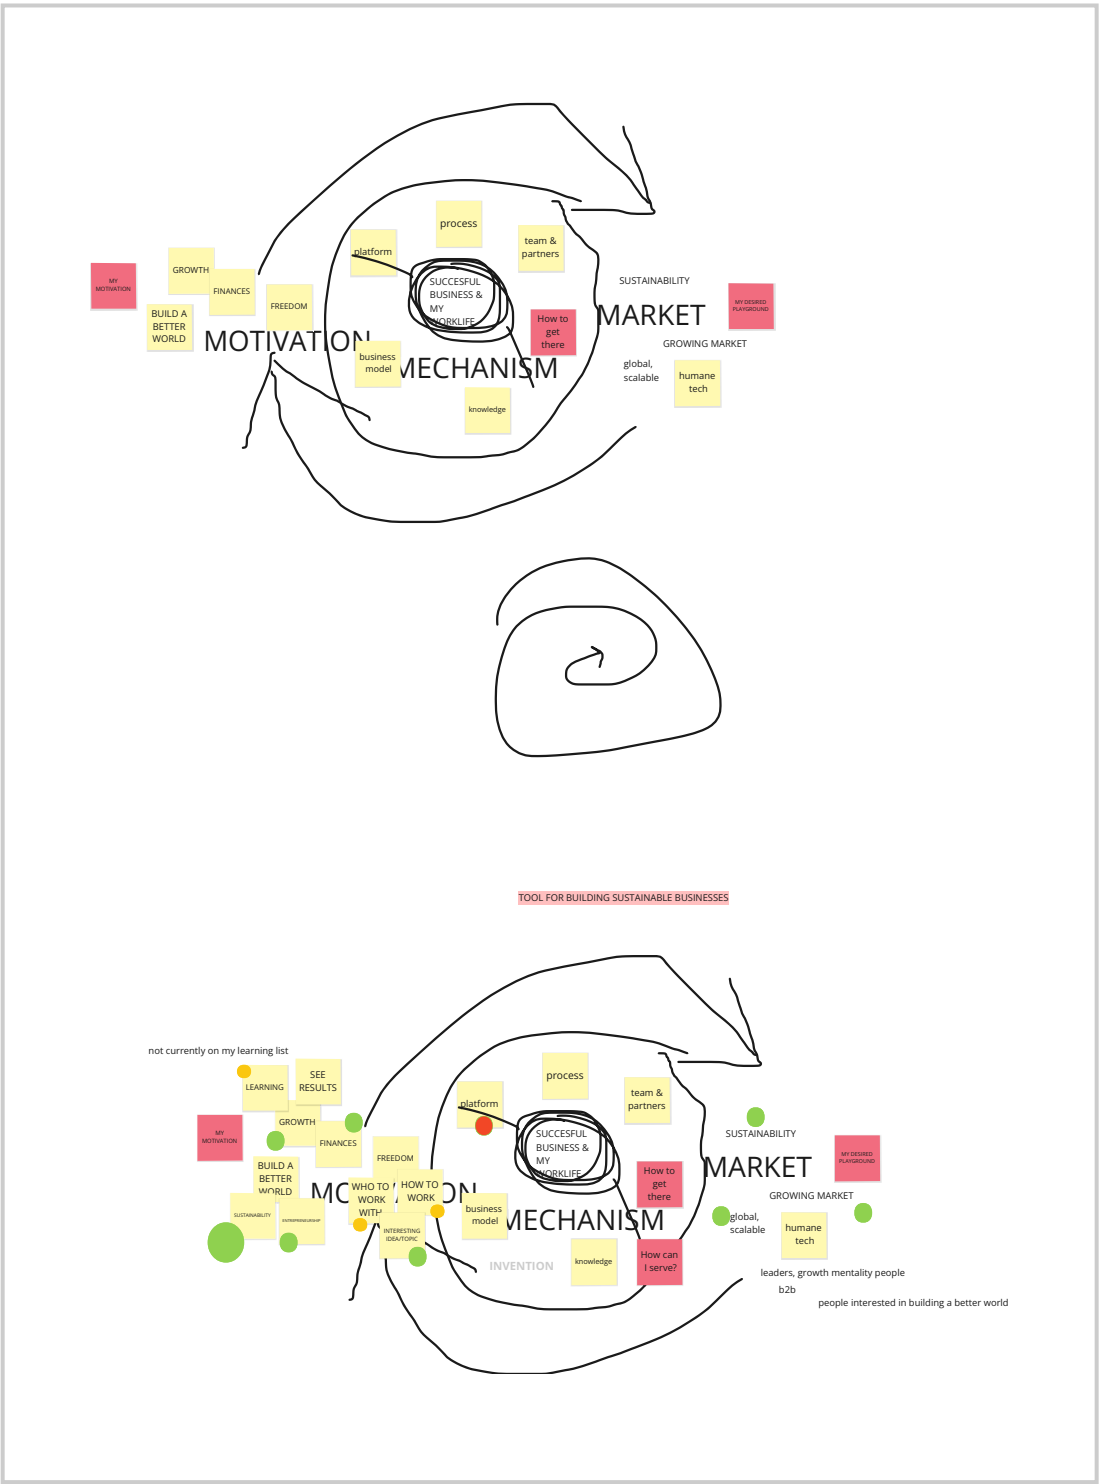 process
platform
team &
partners
GROWTH
MY
MOTIVATION
FINANCES
FREEDOM
BUILD A
BETTER
WORLD
MOTIVATION
SUCCESFUL
BUSINESS &
MY
WORKLIFE
How to
get
there
business
model
MECHANISM
knowledge
SUSTAINABILITY
MARKET
MY DESIRED
PLAYGROUND
GROWING MARKET
global,
scalable
humane
tech
TOOL FOR BUILDING SUSTAINABLE BUSINESSES
not currently on my learning list
LEARNING
SEE
RESULTS
GROWTH
MY
MOTIVATION
FINANCES
FREEDOM
BUILD A
BETTER
WORLD
MO
ON
WHO TO
WORK
WITH
HOW TO
WORK
SUSTAINABILITY
ENTREPRENEURSHIP
INTERESTING
IDEA/TOPIC
process
platform
team &
partners
SUCCESFUL
BUSINESS &
MY
WORKLIFE
How to
get
there
business
model
MECHANISM
INVENTION
knowledge
How can
I serve?
SUSTAINABILITY
MARKET
MY DESIRED
PLAYGROUND
GROWING MARKET
global,
scalable
humane
tech
leaders, growth mentality people
b2b
people interested in building a better world